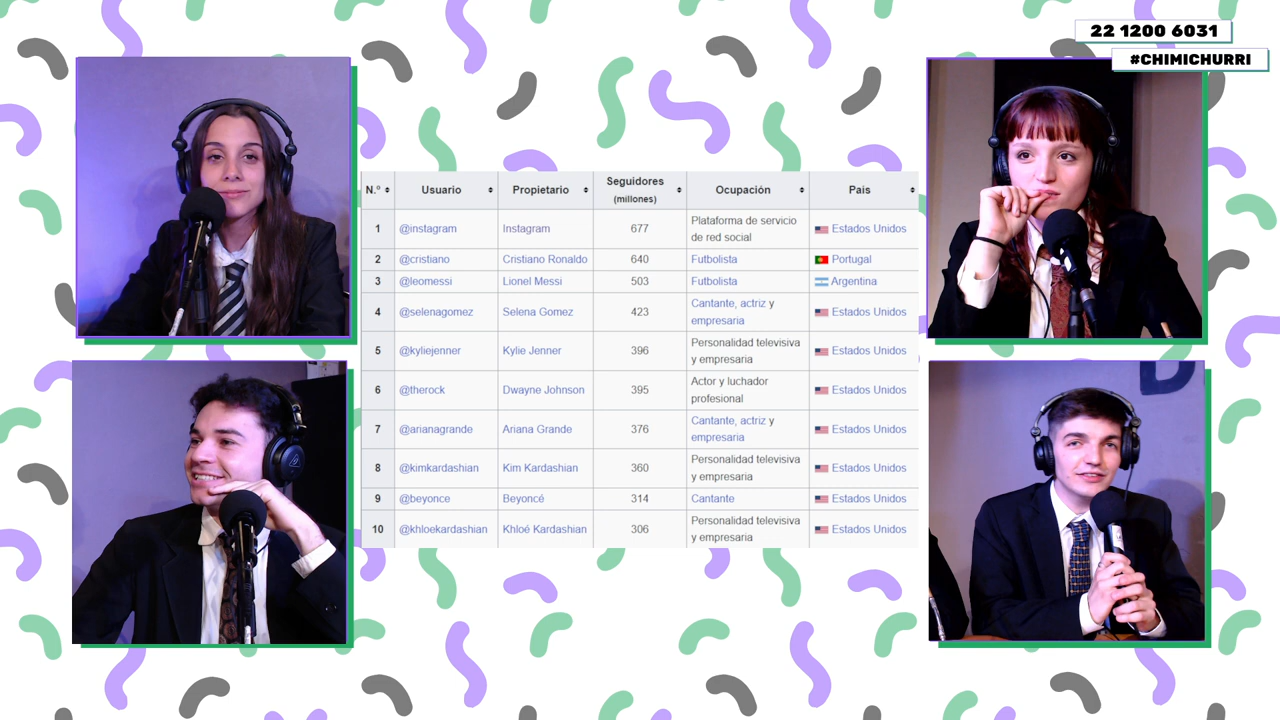 22 1200 6031
#CHIMICHURRI
N.º Usuario Propietario Seguidores (millones) Ocupación País
1 @instagram Instagram 677 Plataforma de servicio de red social Estados Unidos
2 @cristiano Cristiano Ronaldo 640 Futbolista Portugal
3 @leomessi Lionel Messi 503 Futbolista Argentina
4 @selenagomez Selena Gomez 423 Cantante, actriz y empresaria Estados Unidos
5 @kyliejenner Kylie Jenner 396 Personalidad televisiva y empresaria Estados Unidos
6 @therock Dwayne Johnson 395 Actor y luchador profesional Estados Unidos
7 @arianagrande Ariana Grande 376 Cantante, actriz y empresaria Estados Unidos
8 @kimkardashian Kim Kardashian 360 Personalidad televisiva y empresaria Estados Unidos
9 @beyonce Beyoncé 314 Cantante Estados Unidos
10 @khloekardashian Khloé Kardashian 306 Personalidad televisiva y empresaria Estados Unidos